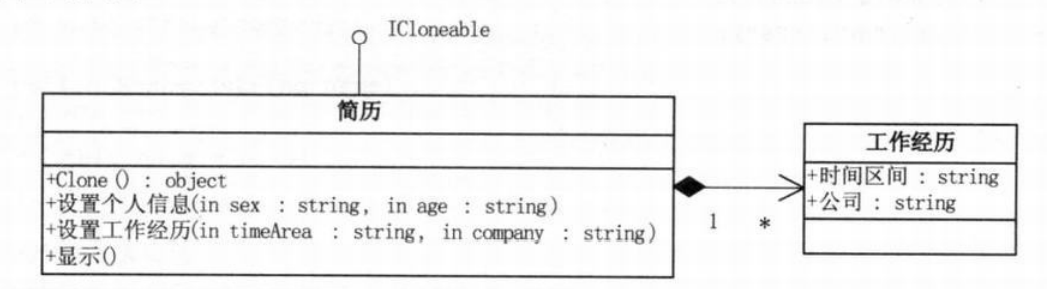 ICloneable
简历
+Clone() : object
+设置个人信息(in sex : string, in age : string)
+设置工作经历(in timeArea : string, in company : string)
+显示()
1 *
工作经历
+时间区间 : string
+公司 : string